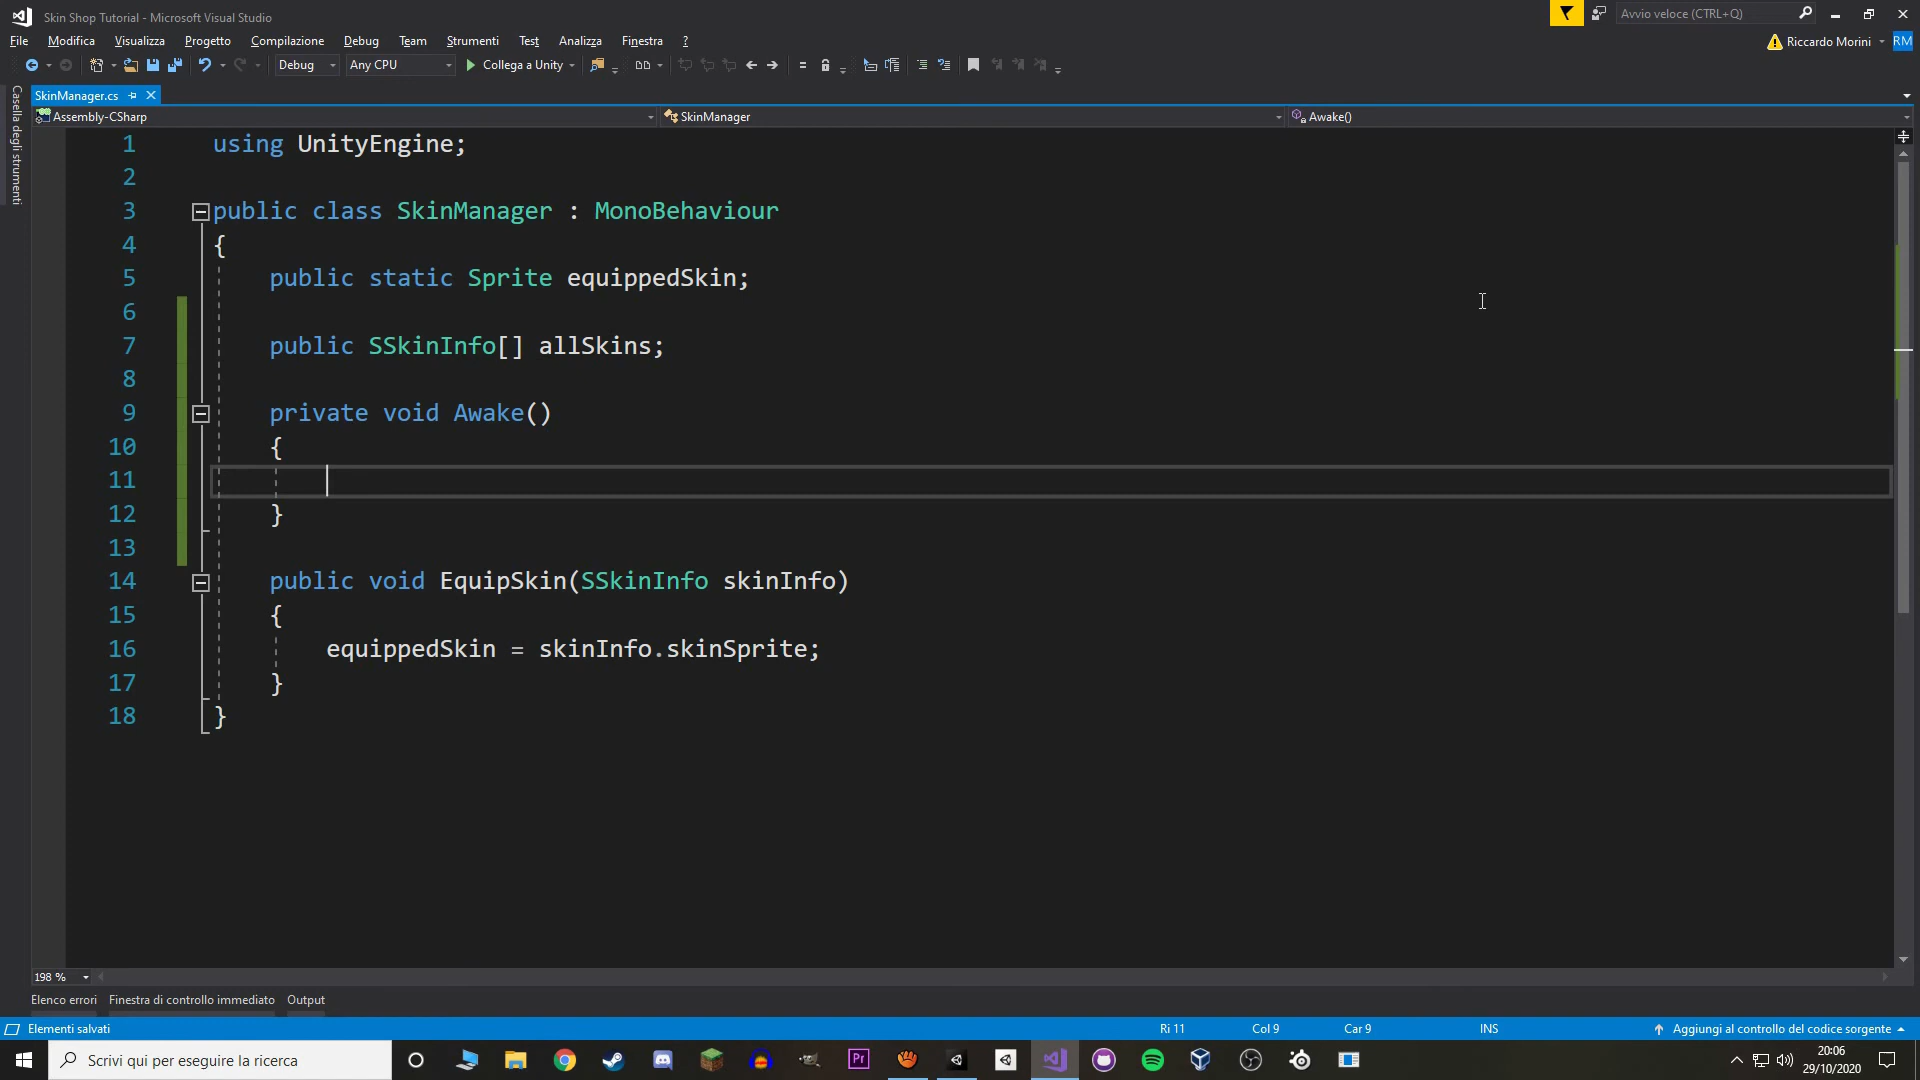 Skin Shop Tutorial - Microsoft Visual Studio
Avvio veloce (CTRL+Q)
File Modifica Visualizza Progetto Compilazione Debug Team Strumenti Test Analizza Finestra ?
Riccardo Morini RM
Debug Any CPU Collega a Unity
Casella degli strumenti
SkinManager.cs
Assembly-CSharp SkinManager Awake()
1 using UnityEngine;
2
3 public class SkinManager : MonoBehaviour
4 {
5 public static Sprite equippedSkin;
6
7 public SSkinInfo[] allSkins;
8
9 private void Awake()
10 {
11
12 }
13
14 public void EquipSkin(SSkinInfo skinInfo)
15 {
16 equippedSkin = skinInfo.skinSprite;
17 }
18 }
198 %
Elenco errori Finestra di controllo immediato Output
Elementi salvati Ri 11 Col 9 Car 9 INS Aggiungi al controllo del codice sorgente
Scrivi qui per eseguire la ricerca
Pr
20:06
29/10/2020